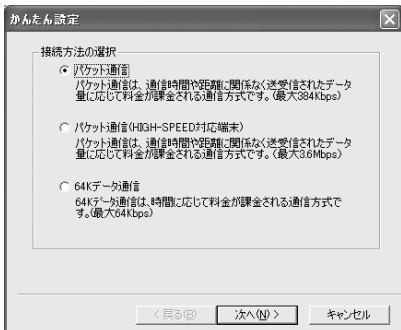 かんたん設定
接続方法の選択
パケット通信
パケット通信は、通信時間や距離に関係なく送受信されたデータ
量に応じて料金が課金される通信方式です。(最大384Kbps)
パケット通信(HIGH-SPEED対応端末)
パケット通信は、通信時間や距離に関係なく送受信されたデータ
量に応じて料金が課金される通信方式です。(最大3.6Mbps)
64Kデータ通信
64Kデータ通信は、時間に応じて料金が課金される通信方式で
す。(最大64Kbps)
< 戻る(B)
次へ(N) >
キャンセル